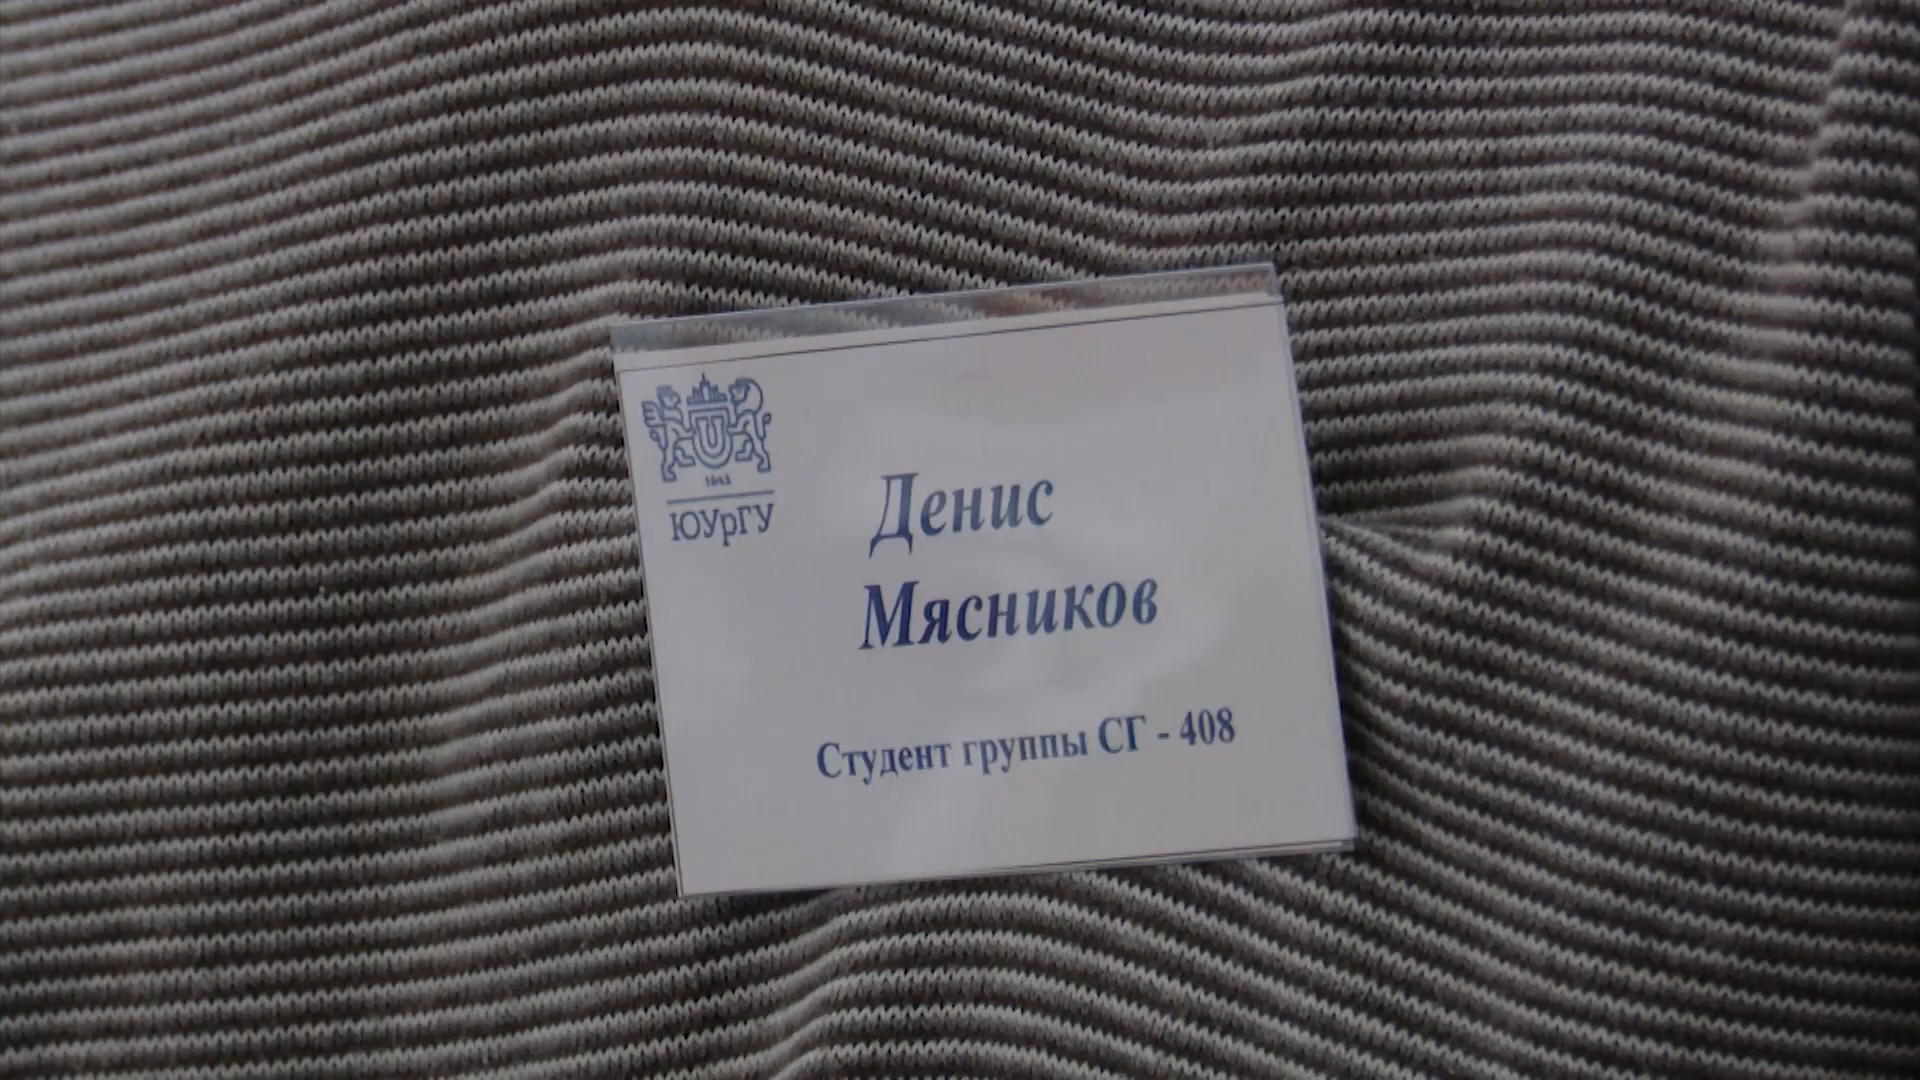 U
1943
ЮУрГУ
Денис
Мясников
Студент группы СГ - 408